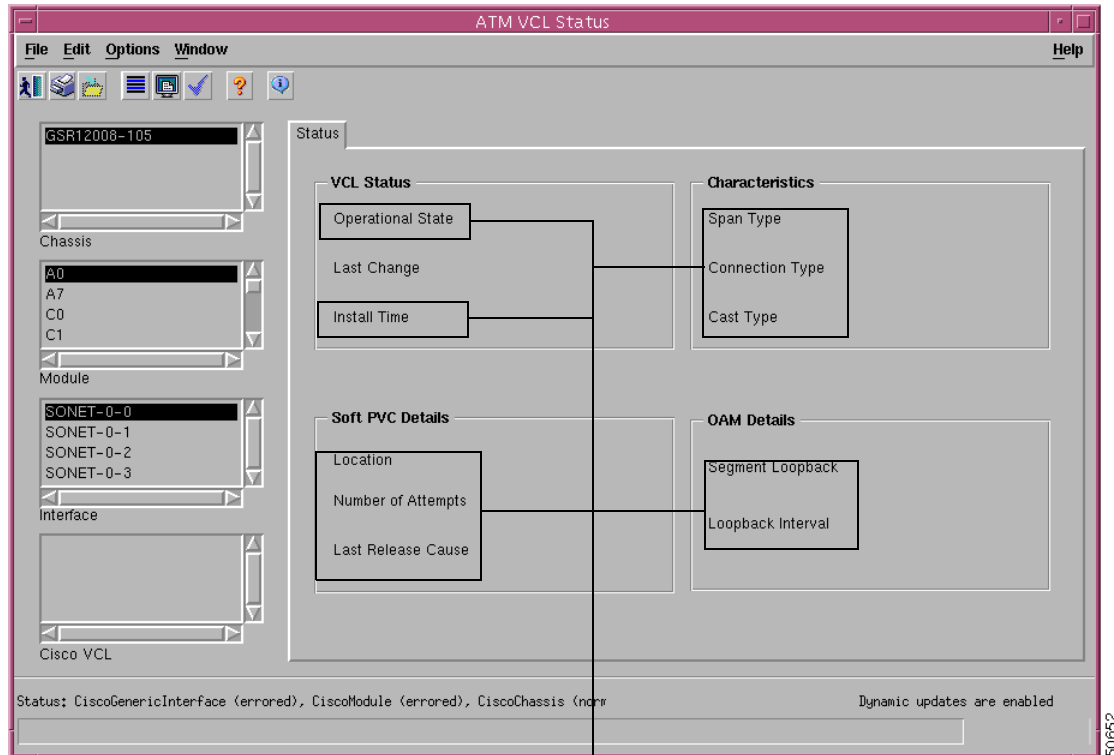 ATM VCL Status
File Edit Options Window Help
GSR12008-105
Chassis
A0
A7
C0
C1
Module
SONET-0-0
SONET-0-1
SONET-0-2
SONET-0-3
Interface
Cisco VCL
Status
VCL Status
Operational State
Last Change
Install Time
Characteristics
Span Type
Connection Type
Cast Type
Soft PVC Details
Location
Number of Attempts
Last Release Cause
OAM Details
Segment Loopback
Loopback Interval
Status: CiscoGenericInterface (errored), CiscoModule (errored), CiscoChassis (norm
Dynamic updates are enabled
50652